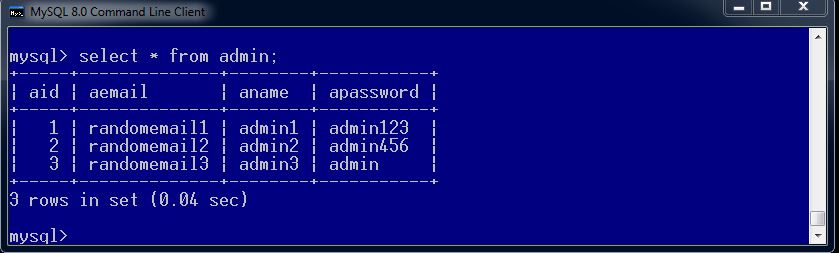 MySQL 8.0 Command Line Client
mysql> select * from admin;
+-----+--------------+--------+-----------+
| aid | aemail       | aname  | apassword |
+-----+--------------+--------+-----------+
|   1 | randomemail1 | admin1 | admin123  |
|   2 | randomemail2 | admin2 | admin456  |
|   3 | randomemail3 | admin3 | admin     |
+-----+--------------+--------+-----------+
3 rows in set (0.04 sec)
mysql>